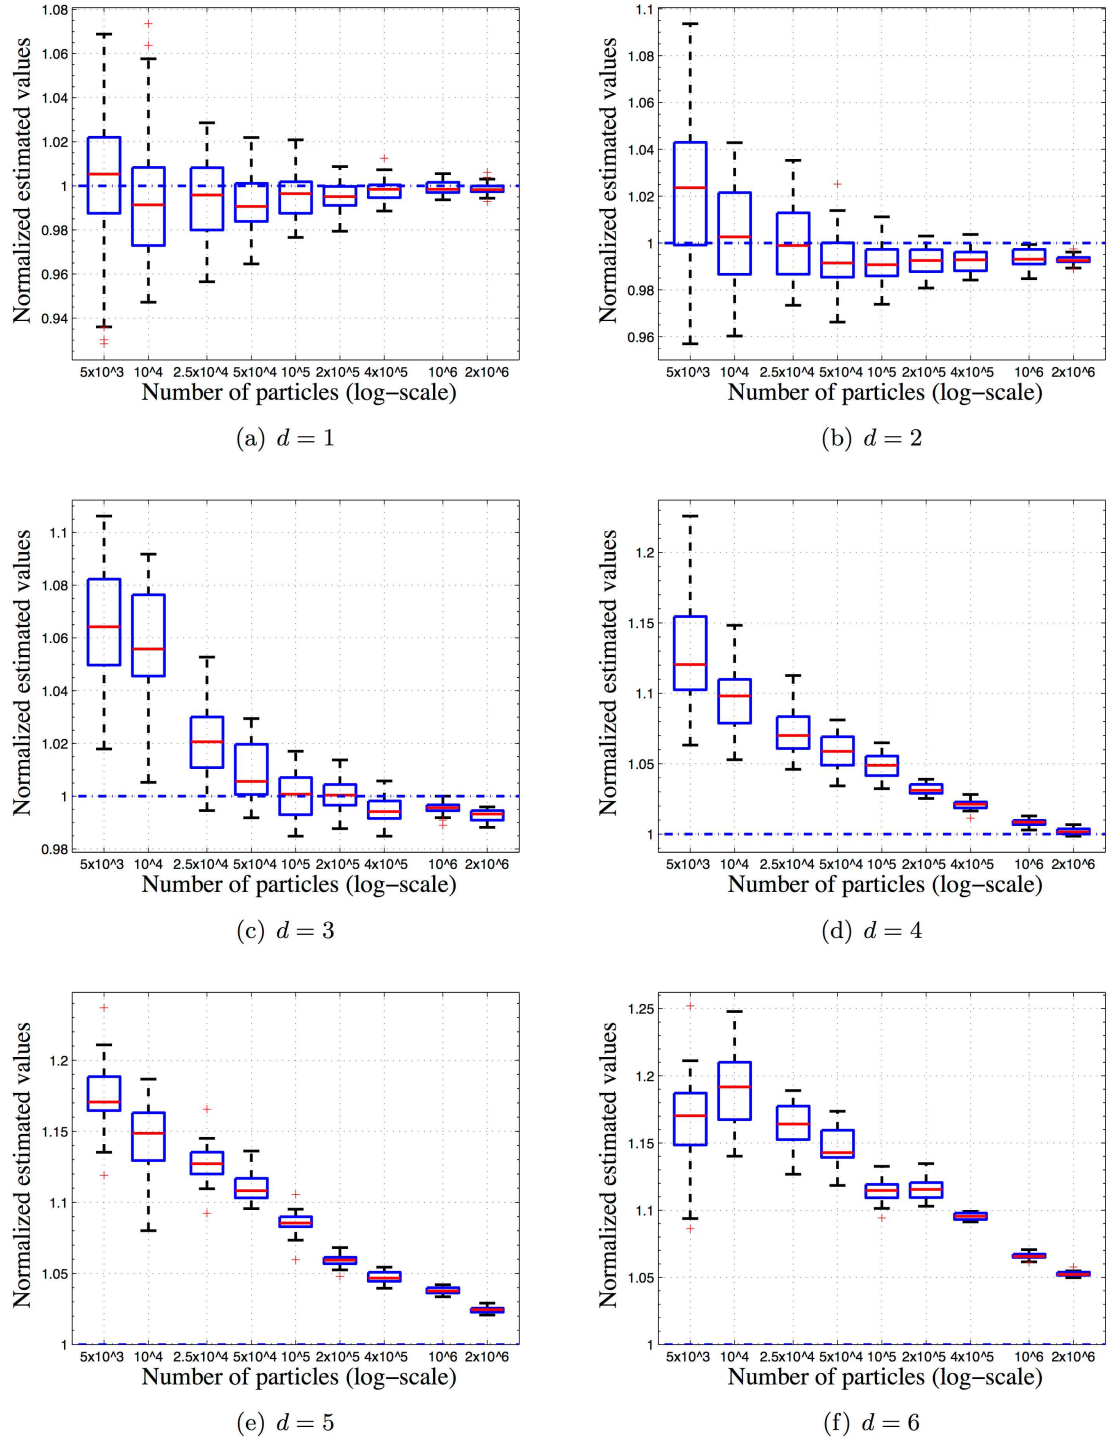 1.08
1.06
1.04
1.02
1
0.98
0.96
0.94
Normalized estimated values
5x10^3 10^4 2.5x10^4 5x10^4 10^5 2x10^5 4x10^5 10^6 2x10^6
Number of particles (log−scale)
(a) d = 1
1.1
1.08
1.06
1.04
1.02
1
0.98
0.96
Normalized estimated values
5x10^3 10^4 2.5x10^4 5x10^4 10^5 2x10^5 4x10^5 10^6 2x10^6
Number of particles (log−scale)
(b) d = 2
1.1
1.08
1.06
1.04
1.02
1
0.98
Normalized estimated values
5x10^3 10^4 2.5x10^4 5x10^4 10^5 2x10^5 4x10^5 10^6 2x10^6
Number of particles (log−scale)
(c) d = 3
1.2
1.15
1.1
1.05
1
Normalized estimated values
5x10^3 10^4 2.5x10^4 5x10^4 10^5 2x10^5 4x10^5 10^6 2x10^6
Number of particles (log−scale)
(d) d = 4
1.2
1.15
1.1
1.05
1
Normalized estimated values
5x10^3 10^4 2.5x10^4 5x10^4 10^5 2x10^5 4x10^5 10^6 2x10^6
Number of particles (log−scale)
(e) d = 5
1.25
1.2
1.15
1.1
1.05
1
Normalized estimated values
5x10^3 10^4 2.5x10^4 5x10^4 10^5 2x10^5 4x10^5 10^6 2x10^6
Number of particles (log−scale)
(f) d = 6